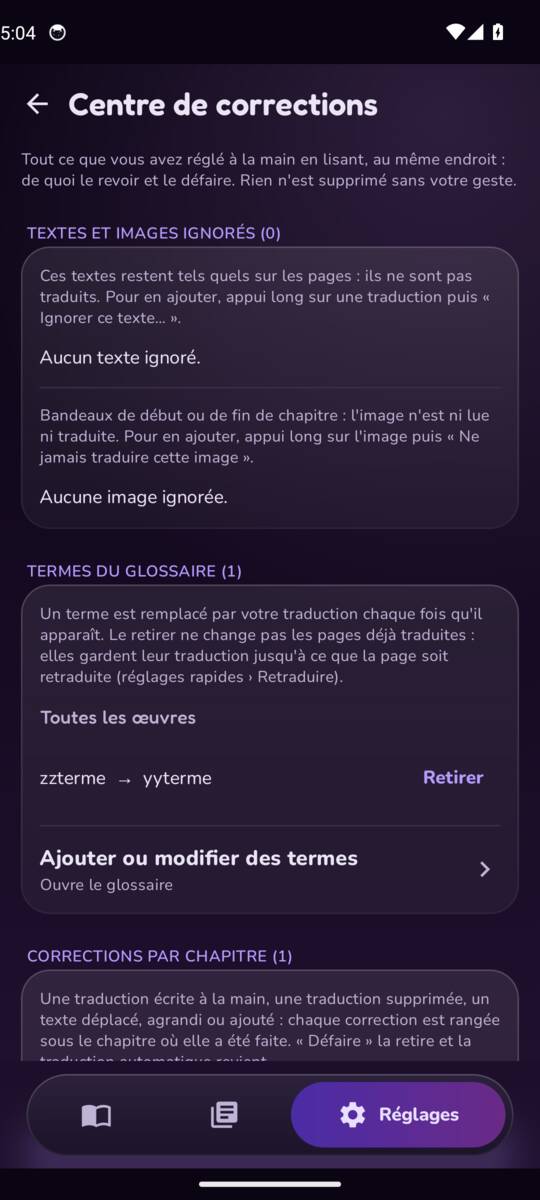 5:04
Centre de corrections
Tout ce que vous avez réglé à la main en lisant, au même endroit :
de quoi le revoir et le défaire. Rien n'est supprimé sans votre geste.
TEXTES ET IMAGES IGNORÉS (0)
Ces textes restent tels quels sur les pages : ils ne sont pas
traduits. Pour en ajouter, appui long sur une traduction puis «
Ignorer ce texte... ».
Aucun texte ignoré.
Bandeaux de début ou de fin de chapitre : l'image n'est ni lue
ni traduite. Pour en ajouter, appui long sur l'image puis « Ne
jamais traduire cette image ».
Aucune image ignorée.
TERMES DU GLOSSAIRE (1)
Un terme est remplacé par votre traduction chaque fois qu'il
apparaît. Le retirer ne change pas les pages déjà traduites :
elles gardent leur traduction jusqu'à ce que la page soit
retraduite (réglages rapides › Retraduire).
Toutes les œuvres
zzterme → yyterme Retirer
Ajouter ou modifier des termes
Ouvre le glossaire
CORRECTIONS PAR CHAPITRE (1)
Une traduction écrite à la main, une traduction supprimée, un
texte déplacé, agrandi ou ajouté : chaque correction est rangée
sous le chapitre où elle a été faite. « Défaire » la retire et la
traduction automatique revient
Réglages